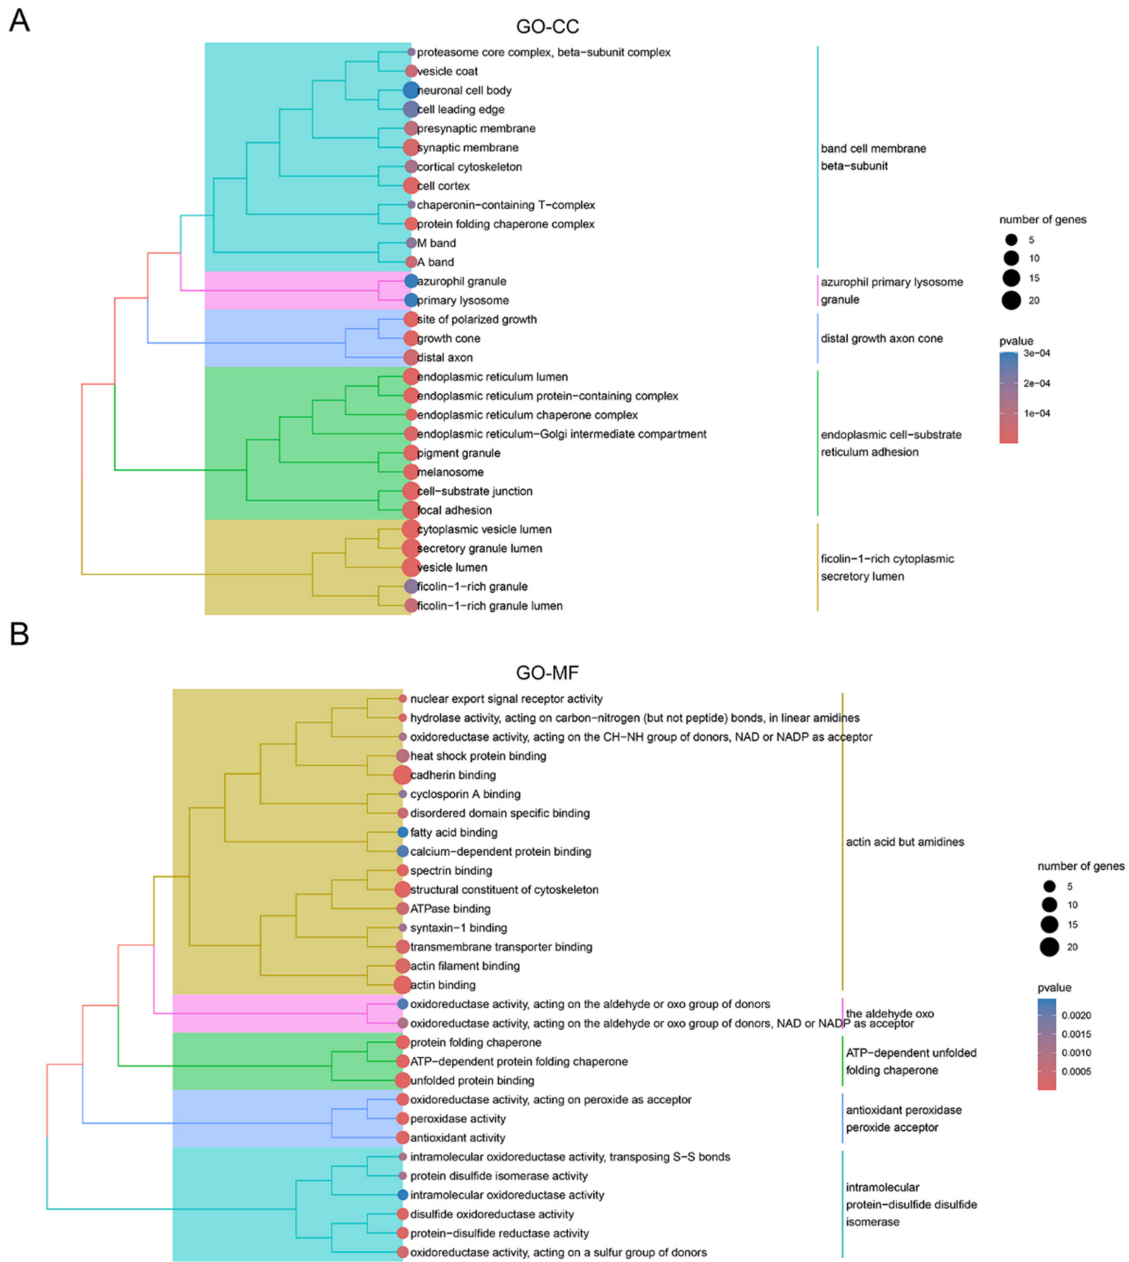 A
GO-CC
proteasome core complex, beta−subunit complex
vesicle coat
neuronal cell body
cell leading edge
presynaptic membrane
synaptic membrane
cortical cytoskeleton
cell cortex
chaperonin−containing T−complex
protein folding chaperone complex
M band
A band
azurophil granule
primary lysosome
site of polarized growth
growth cone
distal axon
endoplasmic reticulum lumen
endoplasmic reticulum protein−containing complex
endoplasmic reticulum chaperone complex
endoplasmic reticulum−Golgi intermediate compartment
pigment granule
melanosome
cell−substrate junction
focal adhesion
cytoplasmic vesicle lumen
secretory granule lumen
vesicle lumen
ficolin−1−rich granule
ficolin−1−rich granule lumen
band cell membrane
beta−subunit
azurophil primary lysosome
granule
distal growth axon cone
endoplasmic cell−substrate
reticulum adhesion
ficolin−1−rich cytoplasmic
secretory lumen
number of genes
5
10
15
20
pvalue
3e−04
2e−04
1e−04
B
GO-MF
nuclear export signal receptor activity
hydrolase activity, acting on carbon−nitrogen (but not peptide) bonds, in linear amidines
oxidoreductase activity, acting on the CH−NH group of donors, NAD or NADP as acceptor
heat shock protein binding
cadherin binding
cyclosporin A binding
disordered domain specific binding
fatty acid binding
calcium−dependent protein binding
spectrin binding
structural constituent of cytoskeleton
ATPase binding
syntaxin−1 binding
transmembrane transporter binding
actin filament binding
actin binding
oxidoreductase activity, acting on the aldehyde or oxo group of donors
oxidoreductase activity, acting on the aldehyde or oxo group of donors, NAD or NADP as acceptor
protein folding chaperone
ATP−dependent protein folding chaperone
unfolded protein binding
oxidoreductase activity, acting on peroxide as acceptor
peroxidase activity
antioxidant activity
intramolecular oxidoreductase activity, transposing S−S bonds
protein disulfide isomerase activity
intramolecular oxidoreductase activity
disulfide oxidoreductase activity
protein−disulfide reductase activity
oxidoreductase activity, acting on a sulfur group of donors
actin acid but amidines
the aldehyde oxo
ATP−dependent unfolded
folding chaperone
antioxidant peroxidase
peroxide acceptor
intramolecular
protein−disulfide disulfide
isomerase
number of genes
5
10
15
20
pvalue
0.0020
0.0015
0.0010
0.0005